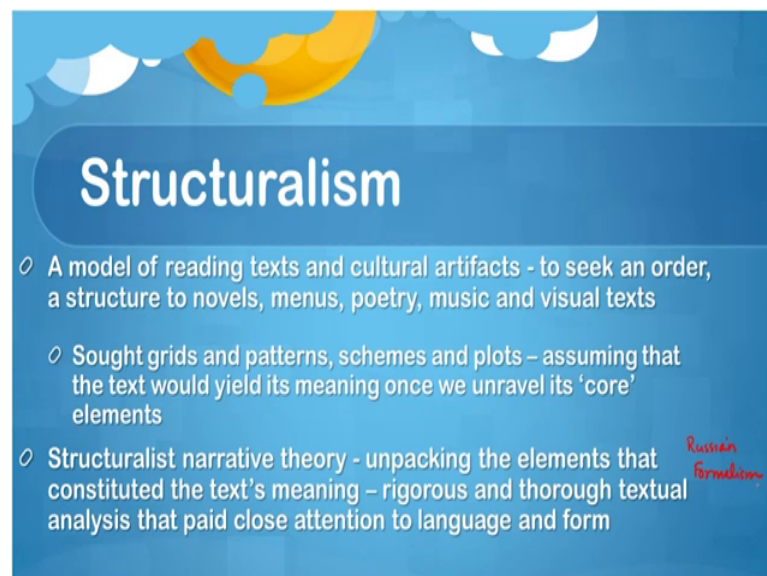 Structuralism
A model of reading texts and cultural artifacts - to seek an order,
a structure to novels, menus, poetry, music and visual texts
Sought grids and patterns, schemes and plots – assuming that
the text would yield its meaning once we unravel its ‘core’
elements
Structuralist narrative theory - unpacking the elements that
constituted the text’s meaning – rigorous and thorough textual
analysis that paid close attention to language and form
Russian
Formalism